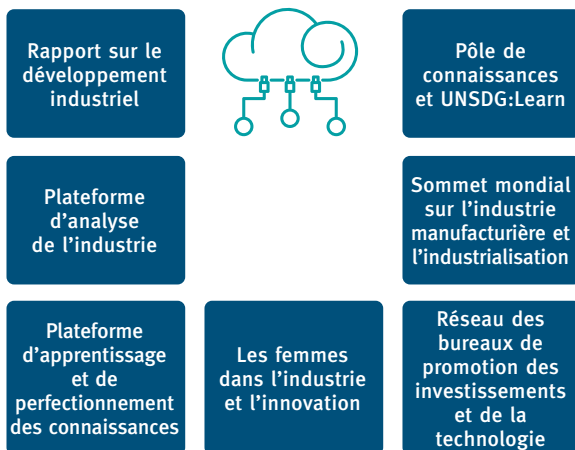 Rapport sur le
développement
industriel
Pôle de
connaissances
et UNSDG:Learn
Plateforme
d’analyse
de l’industrie
Sommet mondial
sur l’industrie
manufacturière et
l’industrialisation
Plateforme
d’apprentissage
et de
perfectionnement
des connaissances
Les femmes
dans l’industrie
et l’innovation
Réseau des
bureaux de
promotion des
investissements
et de la
technologie